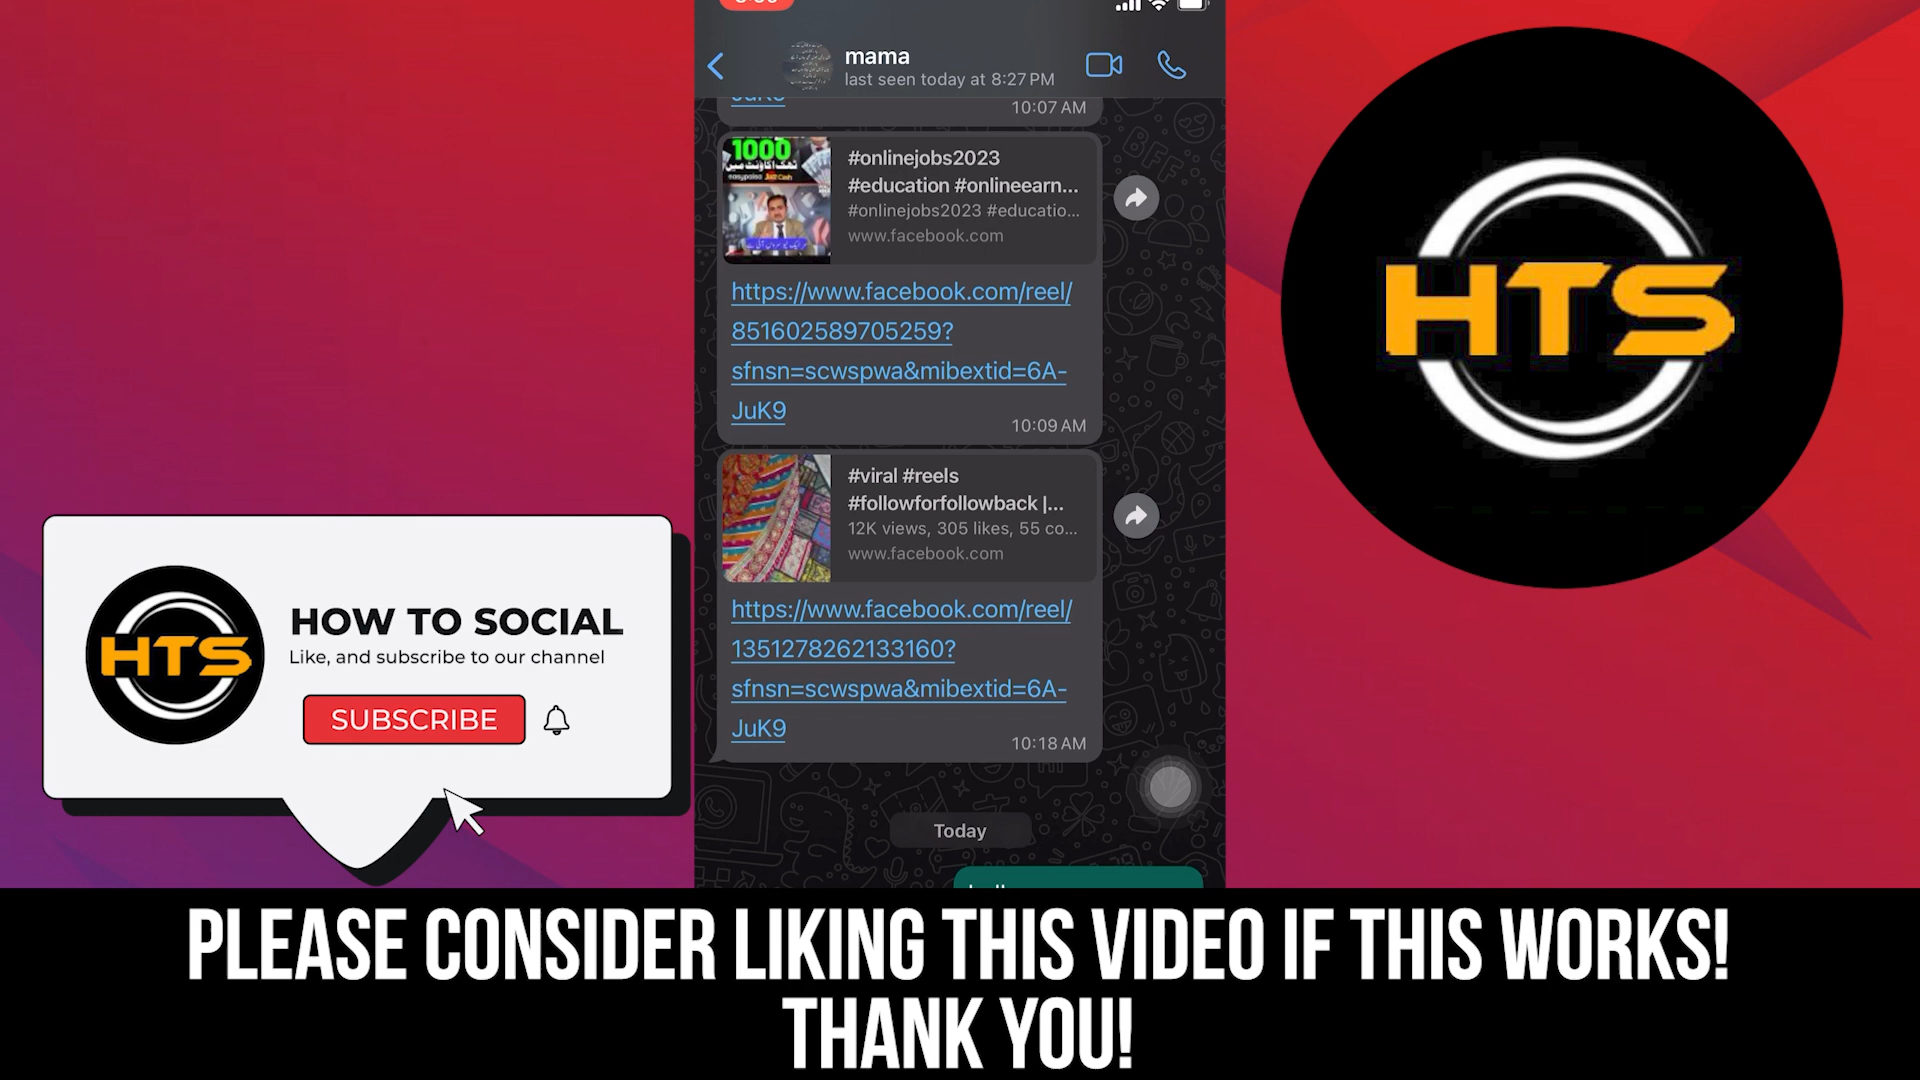 mama
last seen today at 8:27 PM
JuK9
10:07 AM
1000
#onlinejobs2023
#education #onlineearn...
#onlinejobs2023 #educatio...
www.facebook.com
https://www.facebook.com/reel/
851602589705259?
sfnsn=scwspwa&mibextid=6A-
JuK9
10:09 AM
#viral #reels
#followforfollowback |...
12K views, 305 likes, 55 co...
www.facebook.com
https://www.facebook.com/reel/
1351278262133160?
sfnsn=scwspwa&mibextid=6A-
JuK9
10:18 AM
Today
HTS
HTS
HOW TO SOCIAL
Like, and subscribe to our channel
SUBSCRIBE
PLEASE CONSIDER LIKING THIS VIDEO IF THIS WORKS!
THANK YOU!